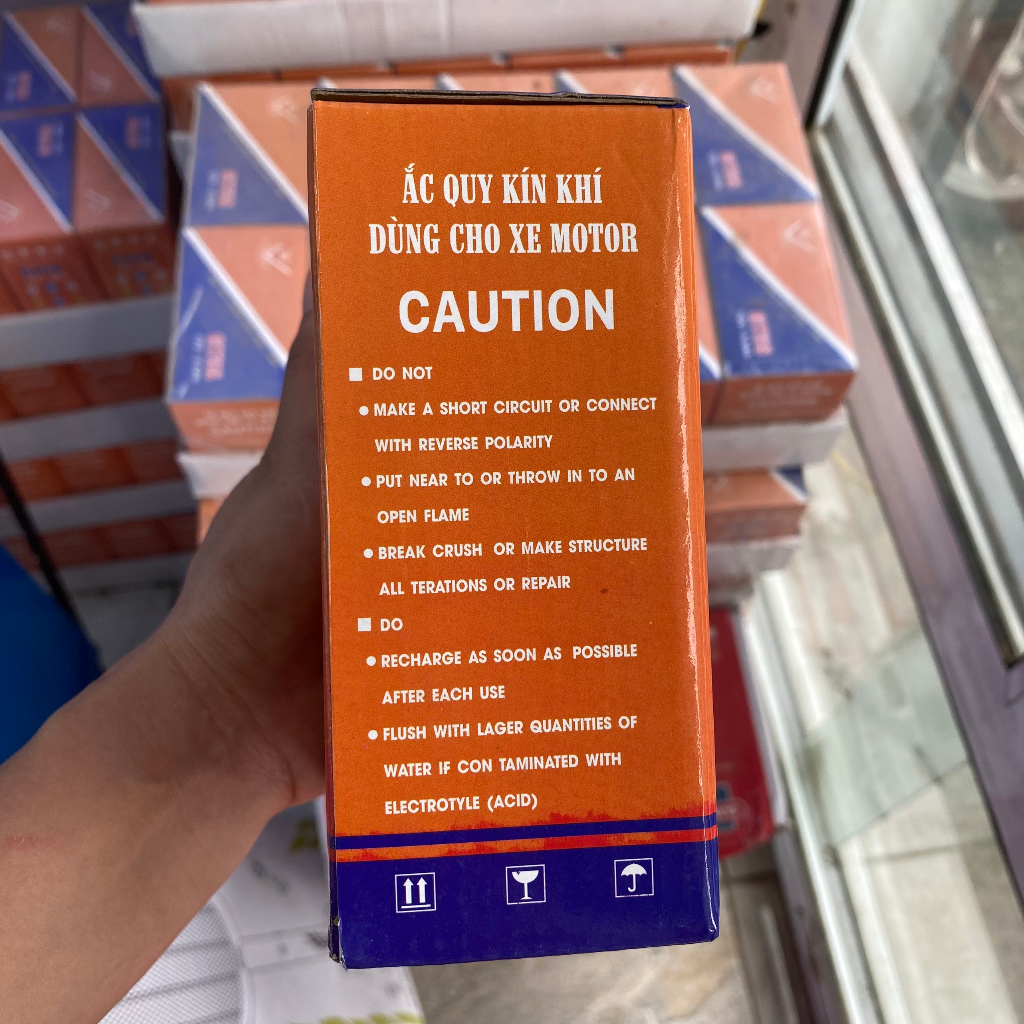 ẮC QUY KÍN KHÍ
DÙNG CHO XE MOTOR
CAUTION
DO NOT
MAKE A SHORT CIRCUIT OR CONNECT
WITH REVERSE POLARITY
PUT NEAR TO OR THROW IN TO AN
OPEN FLAME
BREAK CRUSH OR MAKE STRUCTURE
ALL TERATIONS OR REPAIR
DO
RECHARGE AS SOON AS POSSIBLE
AFTER EACH USE
FLUSH WITH LAGER QUANTITIES OF
WATER IF CON TAMINATED WITH
ELECTROTYLE (ACID)